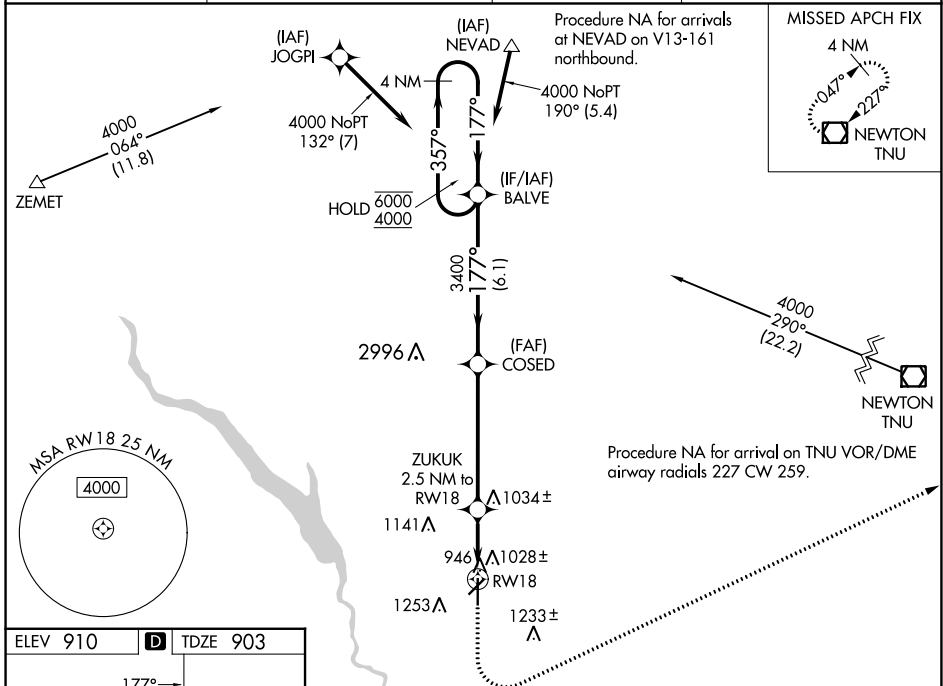 (IAF)
JOGPI
(IAF)
NEVAD
Procedure NA for arrivals
at NEVAD on V13-161
northbound.
MISSED APCH FIX
4 NM
047°
227°
NEWTON
TNU
4 NM
4000 NoPT
190° (5.4)
4000 NoPT
132° (7)
4000
064°
(11.8)
ZEMET
357°
177°
HOLD 6000
4000
(IF/IAF)
BALVE
3400
177°
(6.1)
4000
290°
(22.2)
NEWTON
TNU
2996
(FAF)
COSED
Procedure NA for arrival on TNU VOR/DME
airway radials 227 CW 259.
MSA RW18 25 NM
4000
ZUKUK
2.5 NM to
RW18
1034±
1141
946
1028±
RW18
1253
1233±
ELEV 910 D TDZE 903
177°